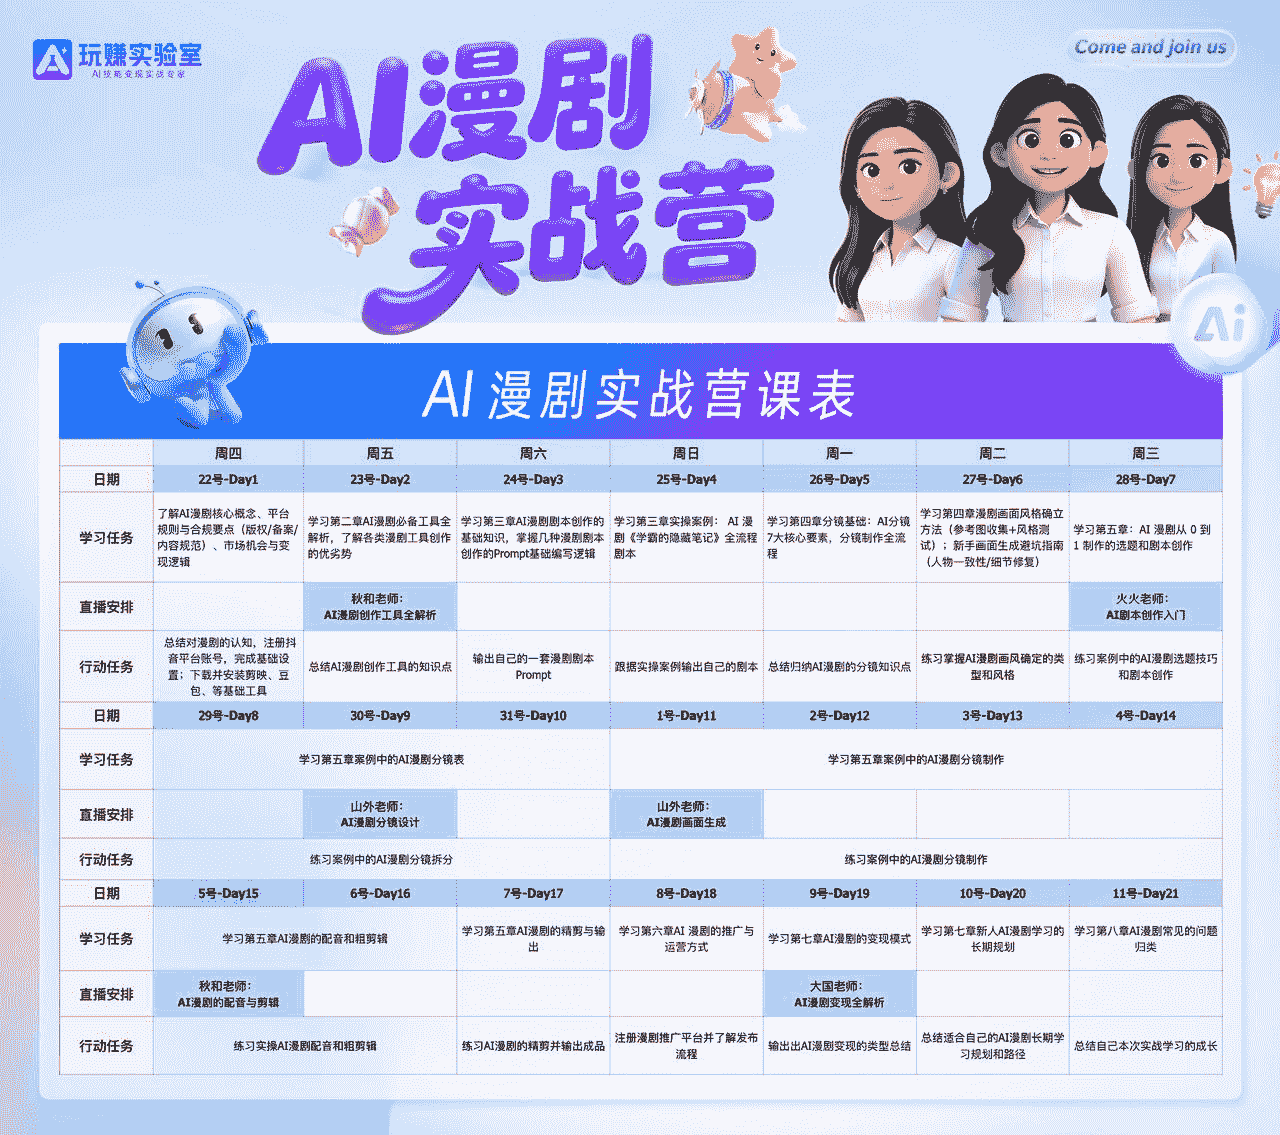 玩赚实验室
AI技能变现实战专家
Come and join us
AI漫剧
实战营
Ai
AI 漫剧实战营课表
周四 周五 周六 周日 周一 周二 周三
日期 22号-Day1 23号-Day2 24号-Day3 25号-Day4 26号-Day5 27号-Day6 28号-Day7
学习任务
了解AI漫剧核心概念、平台
规则与合规要点（版权/备案/
内容规范）、市场机会与变
现逻辑
学习第二章AI漫剧必备工具全
解析，了解各类漫剧工具创作
的优劣势
学习第三章AI漫剧剧本创作的
基础知识，掌握几种漫剧剧本
创作的Prompt基础编写逻辑
学习第三章实操案例： AI 漫
剧《学霸的隐藏笔记》全流程
剧本
学习第四章分镜基础：AI分镜
7大核心要素，分镜制作全流
程
学习第四章漫剧画面风格确立
方法（参考图收集+风格测
试）；新手画面生成避坑指南
（人物一致性/细节修复）
学习第五章：AI 漫剧从 0 到
1 制作的选题和剧本创作
直播安排
秋和老师：
AI漫剧创作工具全解析
火火老师：
AI剧本创作入门
行动任务
总结对漫剧的认知，注册抖
音平台账号，完成基础设
置；下载并安装剪映、豆
包、等基础工具
总结AI漫剧创作工具的知识点
输出自己的一套漫剧剧本
Prompt
跟据实操案例输出自己的剧本
总结归纳AI漫剧的分镜知识点
练习掌握AI漫剧画风确定的类
型和风格
练习案例中的AI漫剧选题技巧
和剧本创作
日期 29号-Day8 30号-Day9 31号-Day10 1号-Day11 2号-Day12 3号-Day13 4号-Day14
学习任务
学习第五章案例中的AI漫剧分镜表
学习第五章案例中的AI漫剧分镜制作
直播安排
山外老师：
AI漫剧分镜设计
山外老师：
AI漫剧画面生成
行动任务
练习案例中的AI漫剧分镜拆分
练习案例中的AI漫剧分镜制作
日期 5号-Day15 6号-Day16 7号-Day17 8号-Day18 9号-Day19 10号-Day20 11号-Day21
学习任务
学习第五章AI漫剧的配音和粗剪辑
学习第五章AI漫剧的精剪与输
出
学习第六章AI 漫剧的推广与
运营方式
学习第七章AI漫剧的变现模式
学习第七章新人AI漫剧学习的
长期规划
学习第八章AI漫剧常见的问题
归类
直播安排
秋和老师：
AI漫剧的配音与剪辑
大国老师：
AI漫剧变现全解析
行动任务
练习实操AI漫剧配音和粗剪辑
练习AI漫剧的精剪并输出成品
注册漫剧推广平台并了解发布
流程
输出出AI漫剧变现的类型总结
总结适合自己的AI漫剧长期学
习规划和路径
总结自己本次实战学习的成长